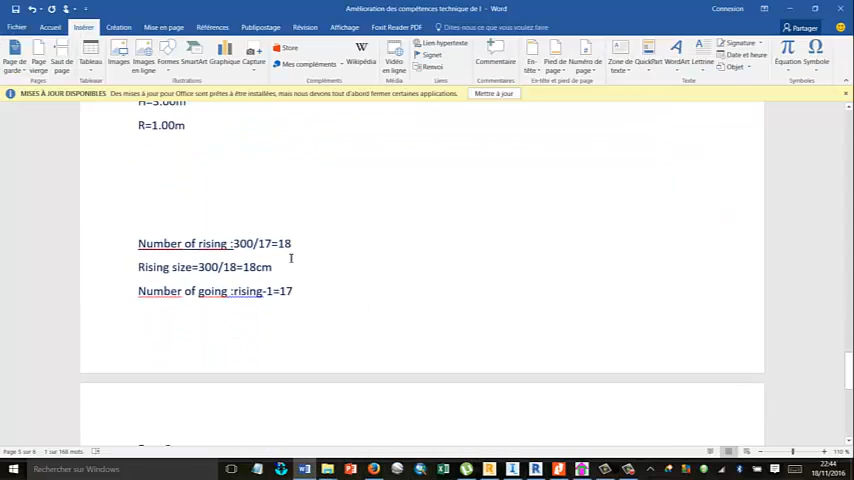 Amélioration des compétences technique de l - Word
Connexion
Fichier Accueil Insérer Création Mise en page Références Publipostage Révision Affichage Foxit Reader PDF Dites-nous ce que vous voulez faire Partager
Page de garde Page vierge Saut de page Tableau Images Images en ligne Formes SmartArt Graphique Capture Store Mes compléments Wikipédia Vidéo en ligne Lien hypertexte Signet Renvoi Commentaire En-tête Pied de page Numéro de page Zone de texte QuickPart WordArt Lettrine Signature Date et heure Objet Équation Symbole
Pages Tableaux Illustrations Compléments Média Liens Commentaires En-tête et pied de page Texte Symboles
MISES À JOUR DISPONIBLES Des mises à jour pour Office sont prêtes à être installées, mais nous devons tout d'abord fermer certaines applications. Mettre à jour
H=3.00m
R=1.00m
Number of rising :300/17=18
Rising size=300/18=18cm
Number of going :rising-1=17
Page 5 sur 6 1 sur 168 mots
110 %
Rechercher sur Windows
22:44
18/11/2016